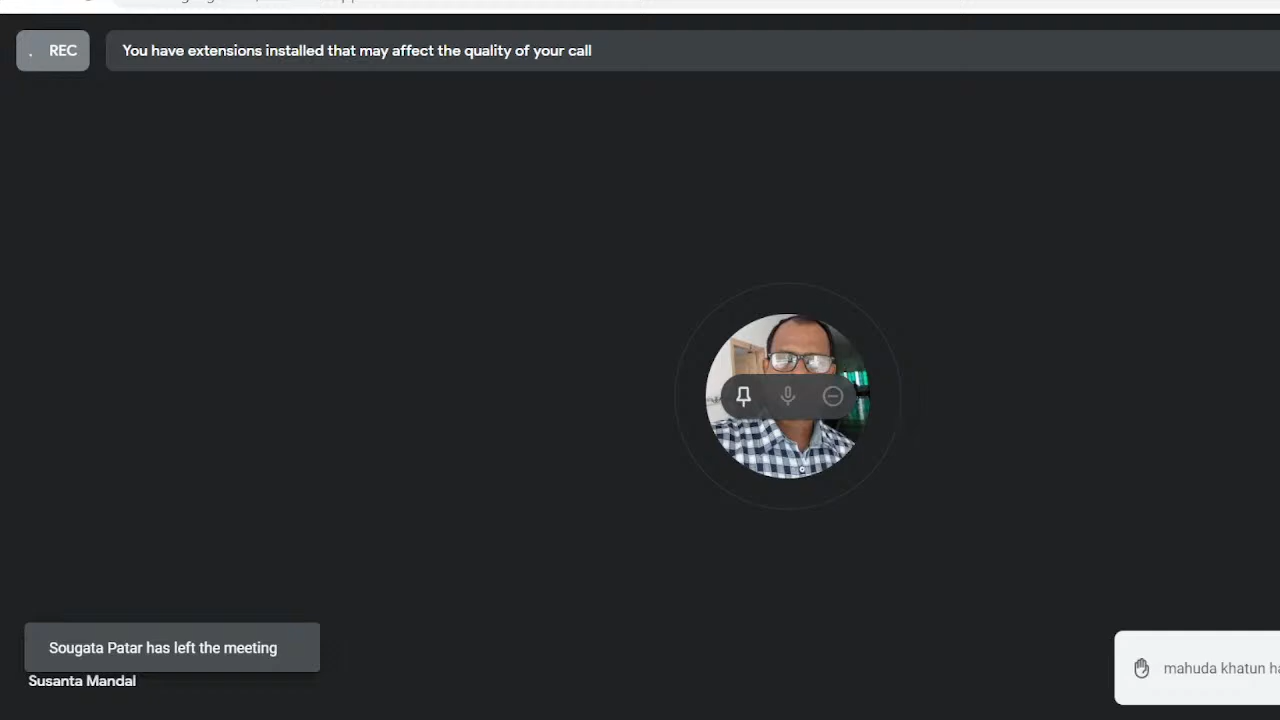 REC
You have extensions installed that may affect the quality of your call
Sougata Patar has left the meeting
Susanta Mandal
mahuda khatun